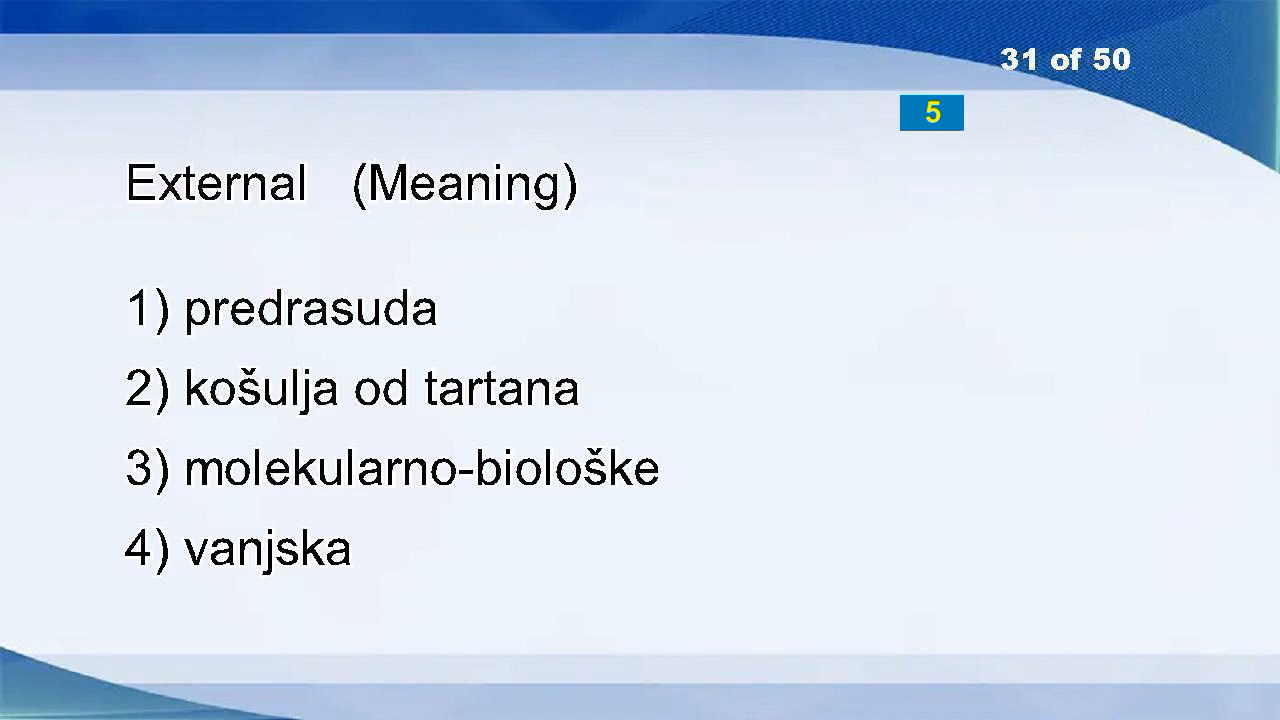 31 of 50
5
External (Meaning)
1) predrasuda
2) košulja od tartana
3) molekularno-biološke
4) vanjska